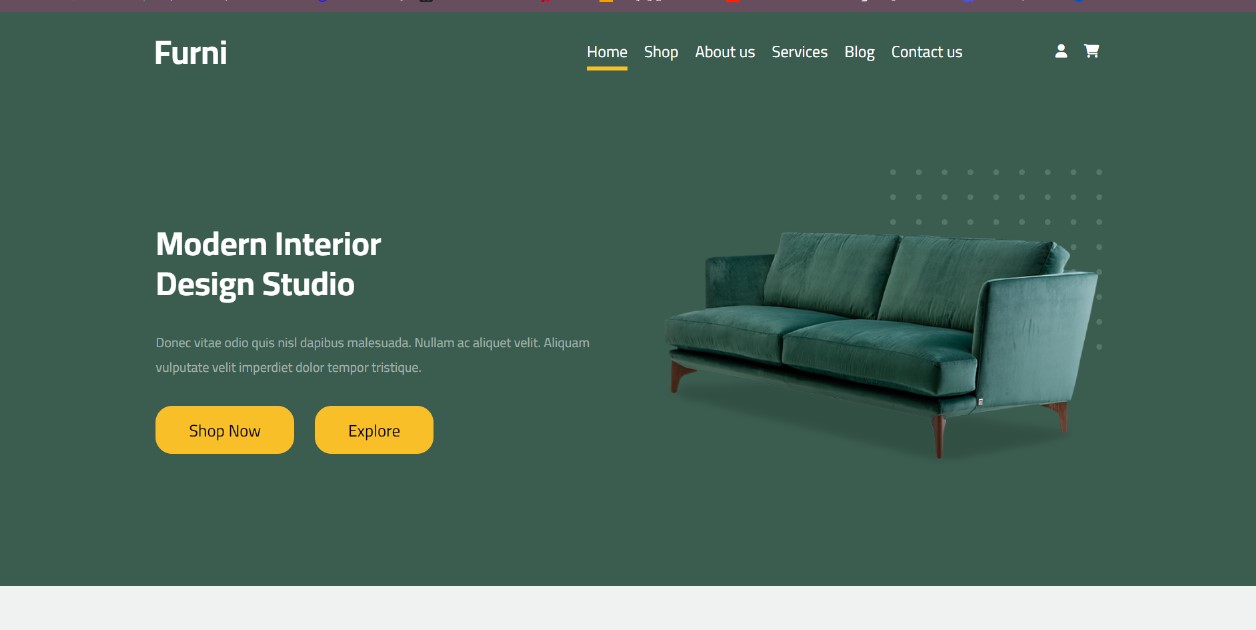 Furni
Home Shop About us Services Blog Contact us
Modern Interior
Design Studio
Donec vitae odio quis nisl dapibus malesuada. Nullam ac aliquet velit. Aliquam
vulputate velit imperdiet dolor tempor tristique.
Shop Now Explore